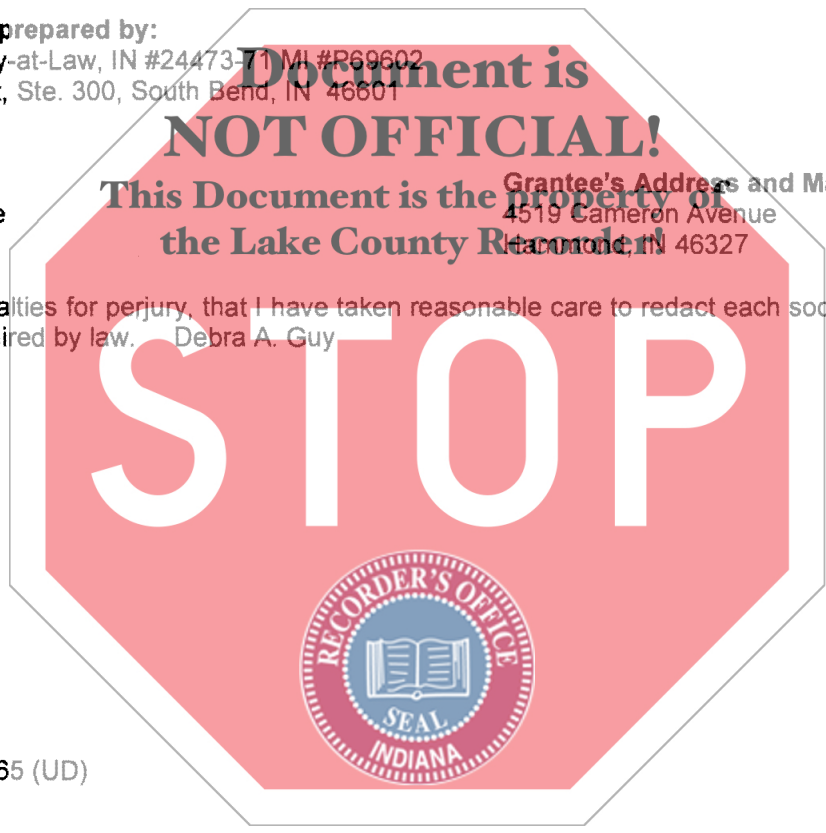 prepared by:
y-at-Law, IN #24473-71 MI #P69602
, Ste. 300, South Bend, IN 46601
Document is
NOT OFFICIAL!
This Document is the property of
the Lake County Recorder!
Grantee's Address and M
4519 Cameron Avenue
Hammond, IN 46327
e
alties for perjury, that I have taken reasonable care to redact each soc
ired by law. Debra A. Guy
STOP
RECORDER'S OFFICE
SEAL
INDIANA
65 (UD)